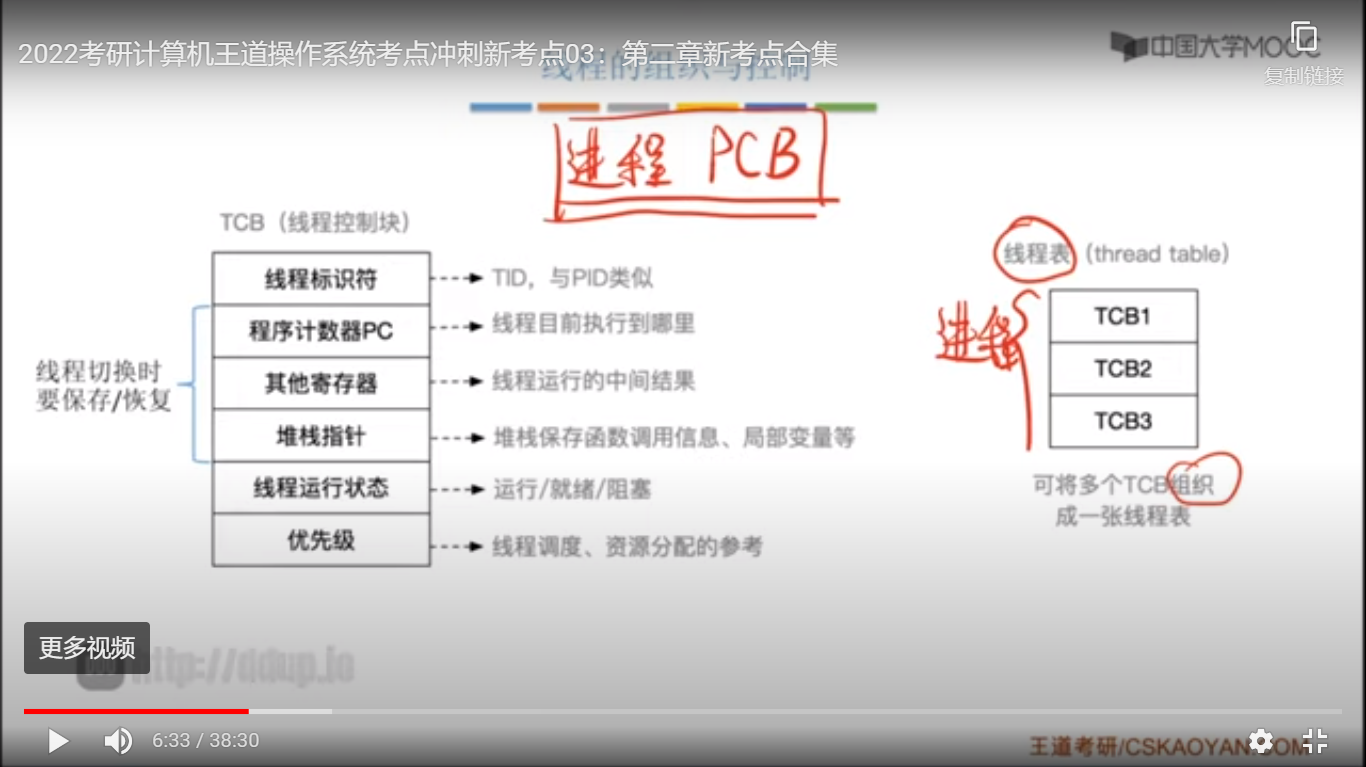 2022考研计算机王道操作系统考点冲刺新考点03：第二章新考点合集
中国大学MOOC
复制链接
线程的组织与控制
进程 PCB
TCB（线程控制块）
线程标识符
TID，与PID类似
程序计数器PC
线程目前执行到哪里
其他寄存器
线程运行的中间结果
堆栈指针
堆栈保存函数调用信息、局部变量等
线程运行状态
运行/就绪/阻塞
优先级
线程调度、资源分配的参考
线程切换时
要保存/恢复
线程表（thread table）
进程
TCB1
TCB2
TCB3
可将多个TCB组织
成一张线程表
更多视频
http://ddup.io
6:33 / 38:30
王道考研/CSKAOYAN.COM